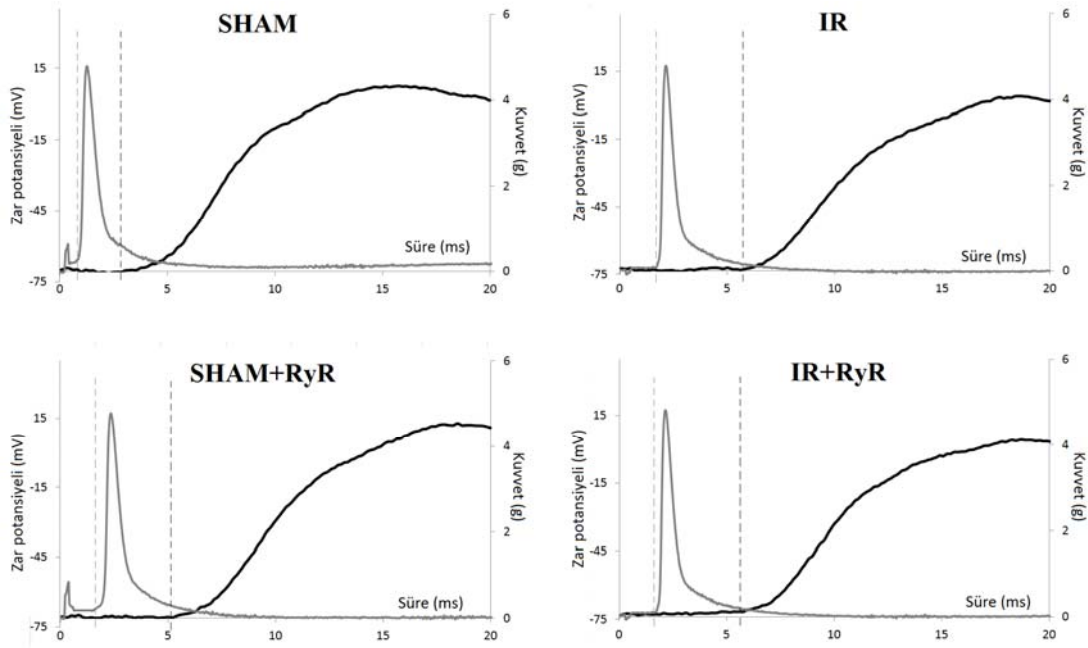 SHAM
Zar potansiyeli (mV)
15
-15
-45
-75
6
4
2
0
Kuvvet (g)
Süre (ms)
0 5 10 15 20
IR
Zar potansiyeli (mV)
15
-15
-45
-75
6
4
2
0
Kuvvet (g)
Süre (ms)
0 5 10 15 20
SHAM+RyR
Zar potansiyeli (mV)
15
-15
-45
-75
6
4
2
0
Kuvvet (g)
Süre (ms)
0 5 10 15 20
IR+RyR
Zar potansiyeli (mV)
15
-15
-45
-75
6
4
2
0
Kuvvet (g)
Süre (ms)
0 5 10 15 20